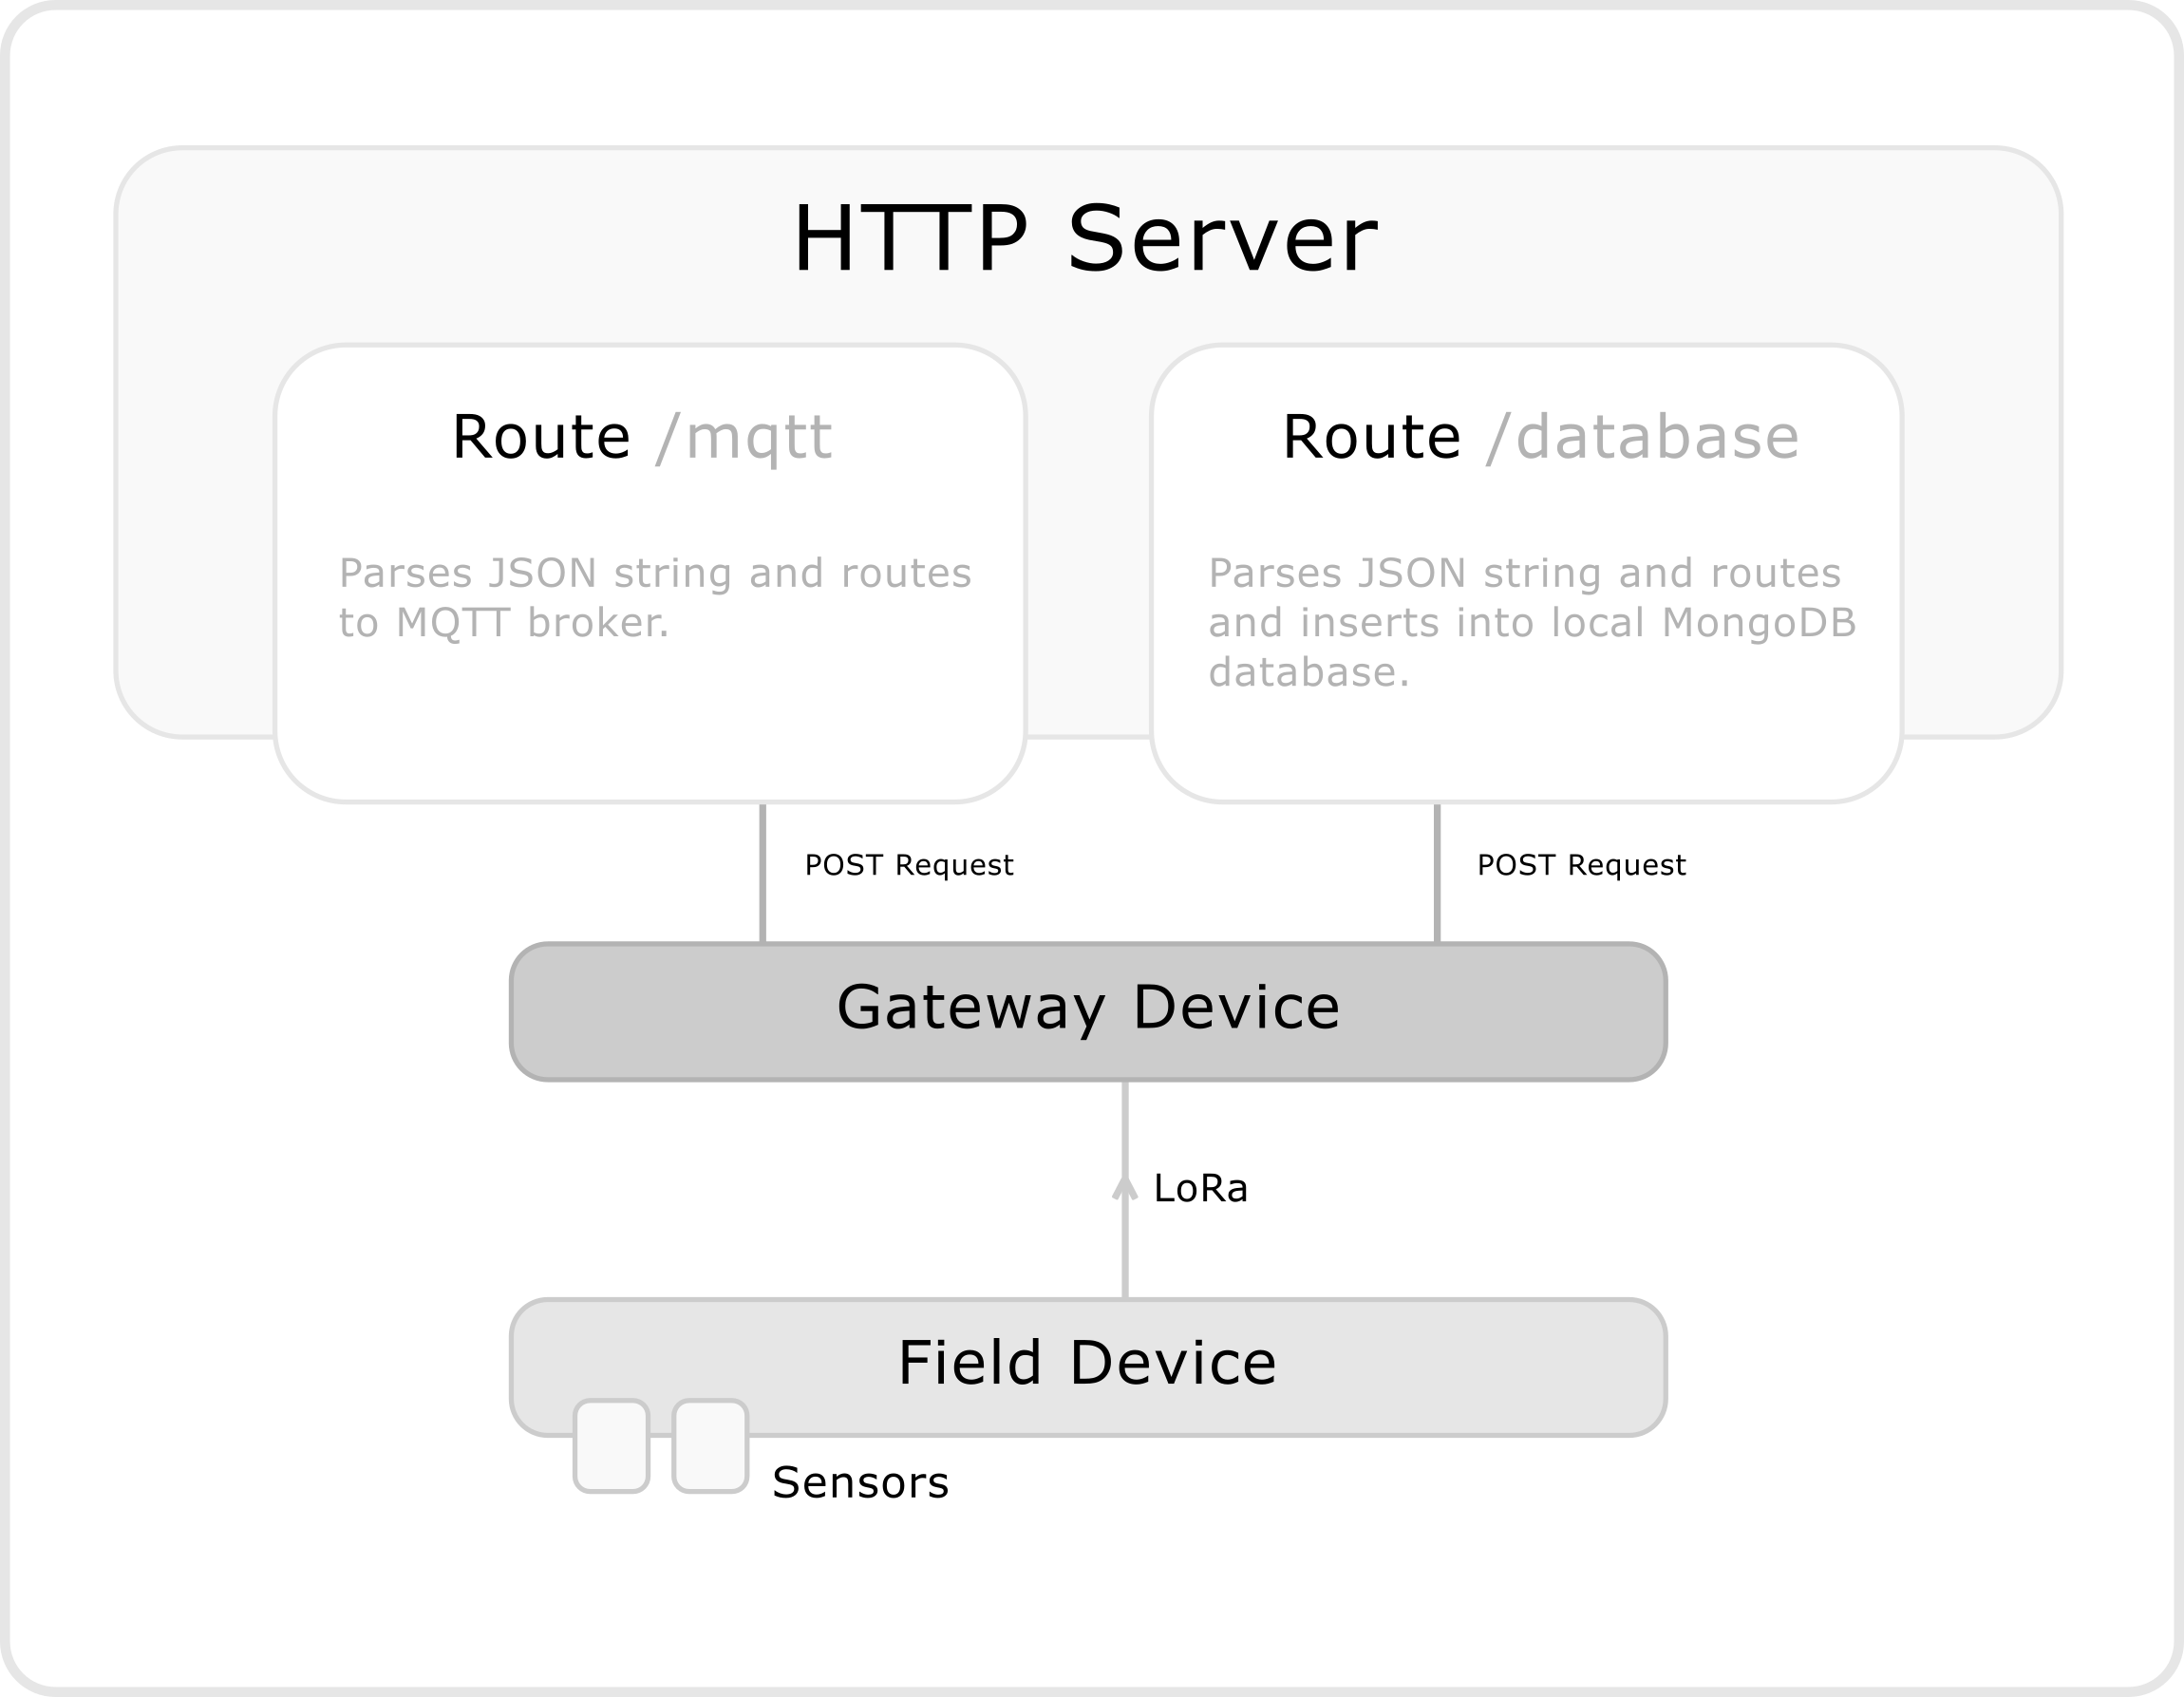 HTTP Server
Route /mqtt
Parses JSON string and routes
to MQTT broker.
Route /database
Parses JSON string and routs
and inserts into local MongoDB
database.
POST Request
POST Request
Gateway Device
LoRa
Field Device
Sensors